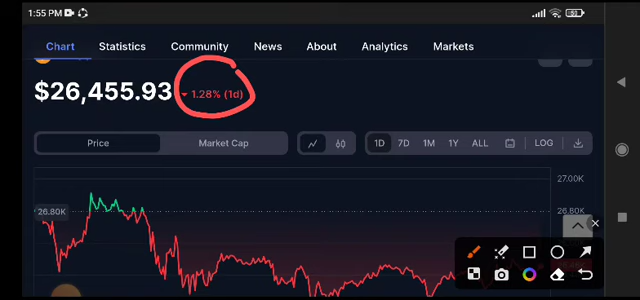 1:55 PM
53
Chart Statistics Community News About Analytics Markets
$26,455.93 1.28% (1d)
Price Market Cap 1D 7D 1M 1Y ALL LOG
27.00K
26.80K 26.80K